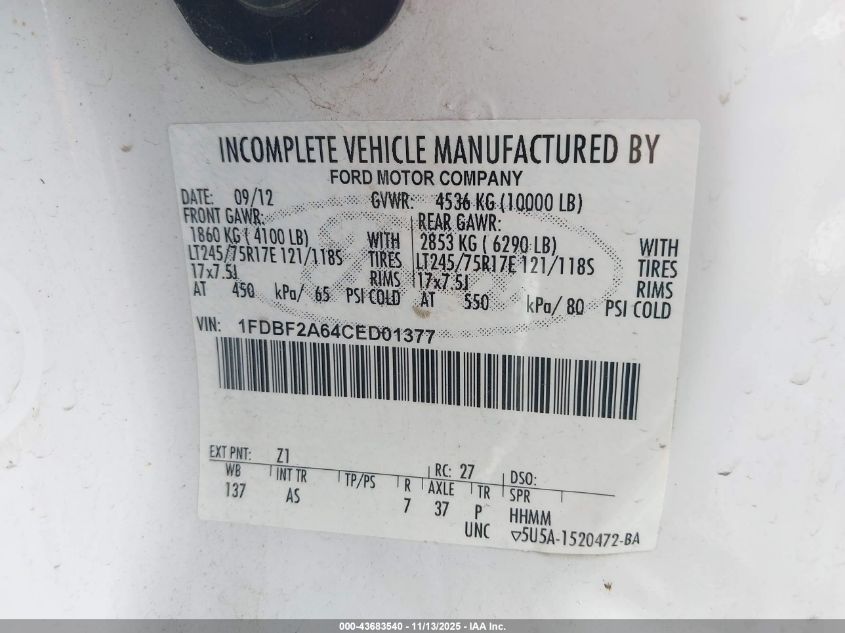 INCOMPLETE VEHICLE MANUFACTURED BY
FORD MOTOR COMPANY
DATE: 09/12 GVWR: 4536 KG (10000 LB)
FRONT GAWR: REAR GAWR:
1860 KG ( 4100 LB) WITH 2853 KG ( 6290 LB) WITH
LT245/75R17E 121/118S TIRES LT245/75R17E 121/118S TIRES
17x7.5J RIMS 17x7.5J RIMS
AT 450 kPa/ 65 PSI COLD AT 550 kPa/ 80 PSI COLD
VIN: 1FDBF2A64CED01377
EXT PNT: Z1 RC: 27 DSO:
WB INT TR TP/PS R AXLE TR SPR
137 AS 7 37 P HHMM
UNC ▽5U5A-1520472-BA
000-43683540 - 11/13/2025 - IAA Inc.